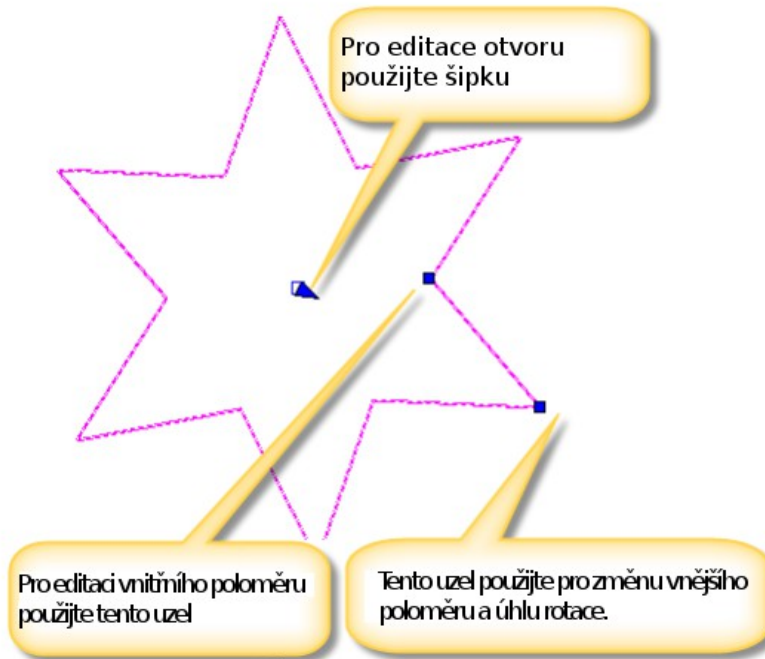 Pro editace otvoru
použijte šipku
Pro editaci vnitřního poloměru
použijte tento uzel
Tento uzel použijte pro změnu vnějšího
poloměru a úhlu rotace.